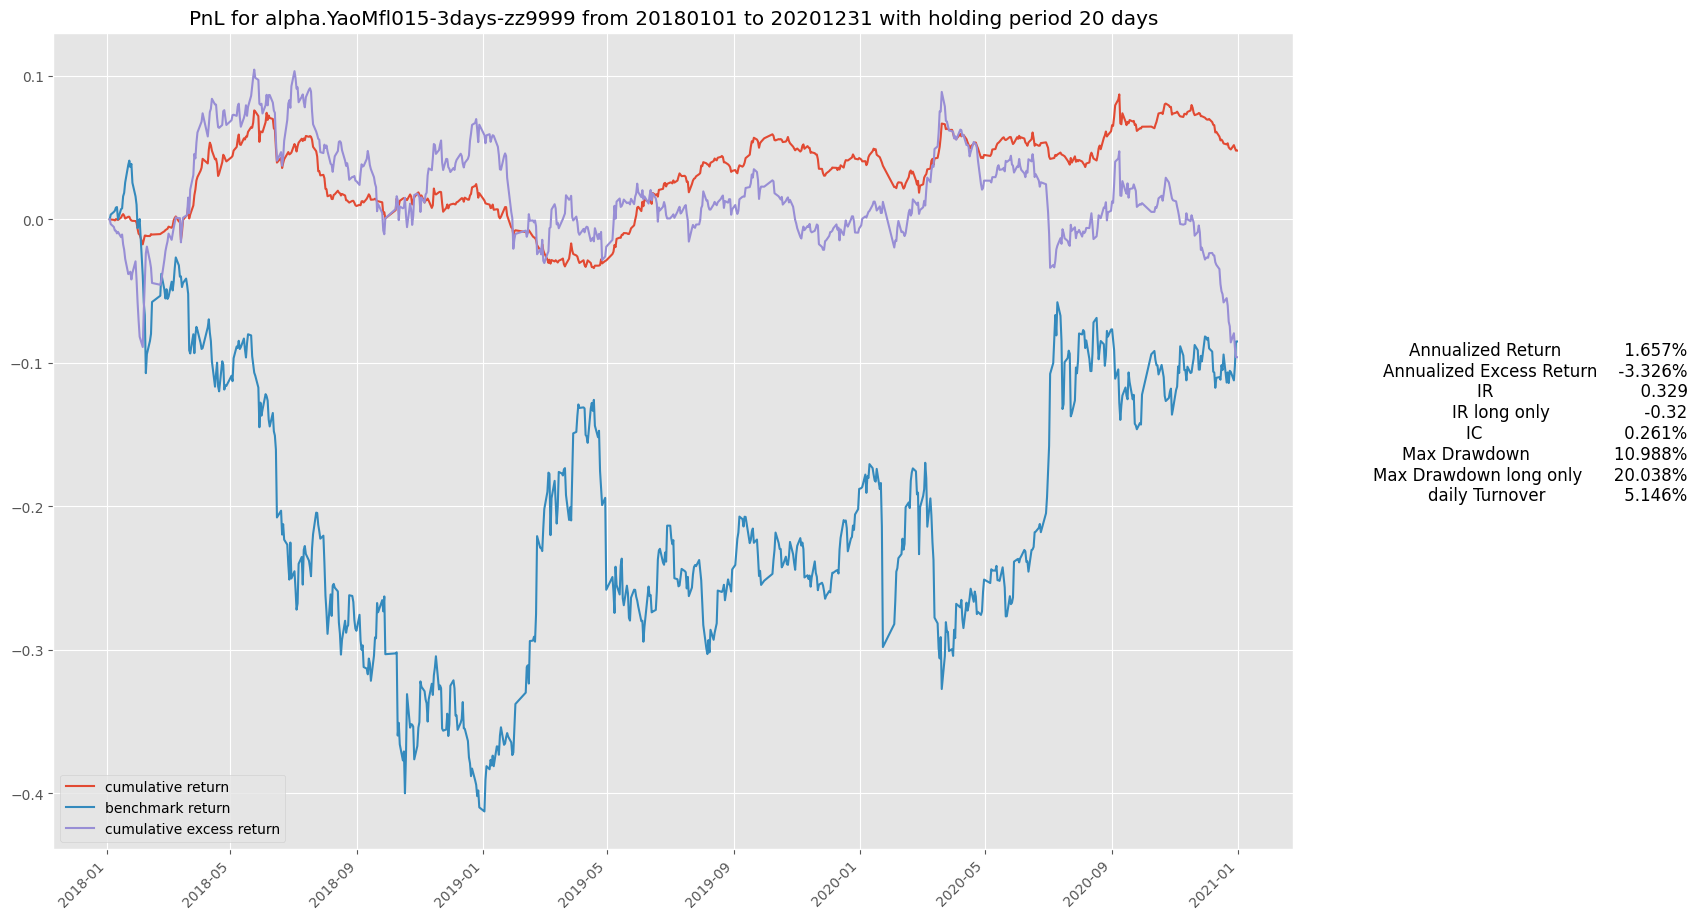 PnL for alpha.YaoMfl015-3days-zz9999 from 20180101 to 20201231 with holding period 20 days
0.1
0.0
−0.1
−0.2
−0.3
−0.4
cumulative return
benchmark return
cumulative excess return
2018-01
2018-05
2018-09
2019-01
2019-05
2019-09
2020-01
2020-05
2020-09
2021-01
Annualized Return 1.657%
Annualized Excess Return -3.326%
IR 0.329
IR long only -0.32
IC 0.261%
Max Drawdown 10.988%
Max Drawdown long only 20.038%
daily Turnover 5.146%